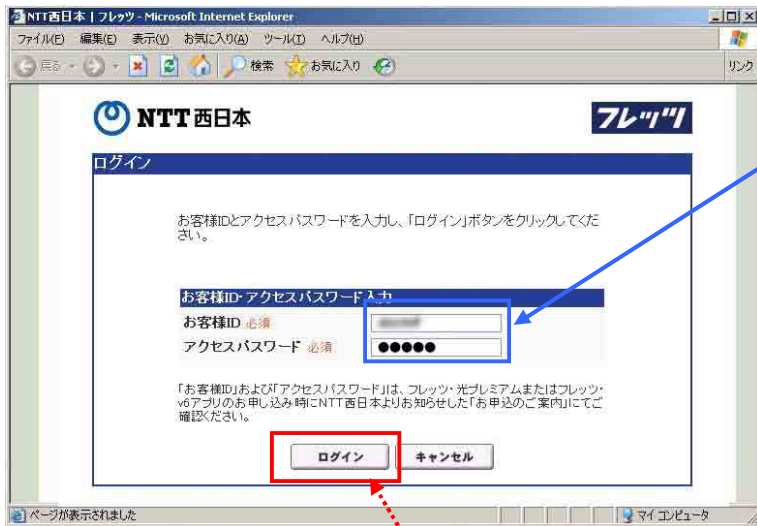 NTT西日本 | フレッツ - Microsoft Internet Explorer
ファイル(F) 編集(E) 表示(V) お気に入り(A) ツール(T) ヘルプ(H)
戻る 検索 お気に入り リンク
NTT西日本 フレッツ
ログイン
お客様IDとアクセスパスワードを入力し、「ログイン」ボタンをクリックしてくだ
さい。
お客様ID・アクセスパスワード入力
お客様ID 必須
アクセスパスワード 必須 ●●●●●
「お客様ID」および「アクセスパスワード」は、フレッツ・光プレミアムまたはフレッツ・
v6アプリのお申し込み時にNTT西日本よりお知らせした「お申込のご案内」にてご
確認ください。
ログイン キャンセル
ページが表示されました マイ コンピュータ